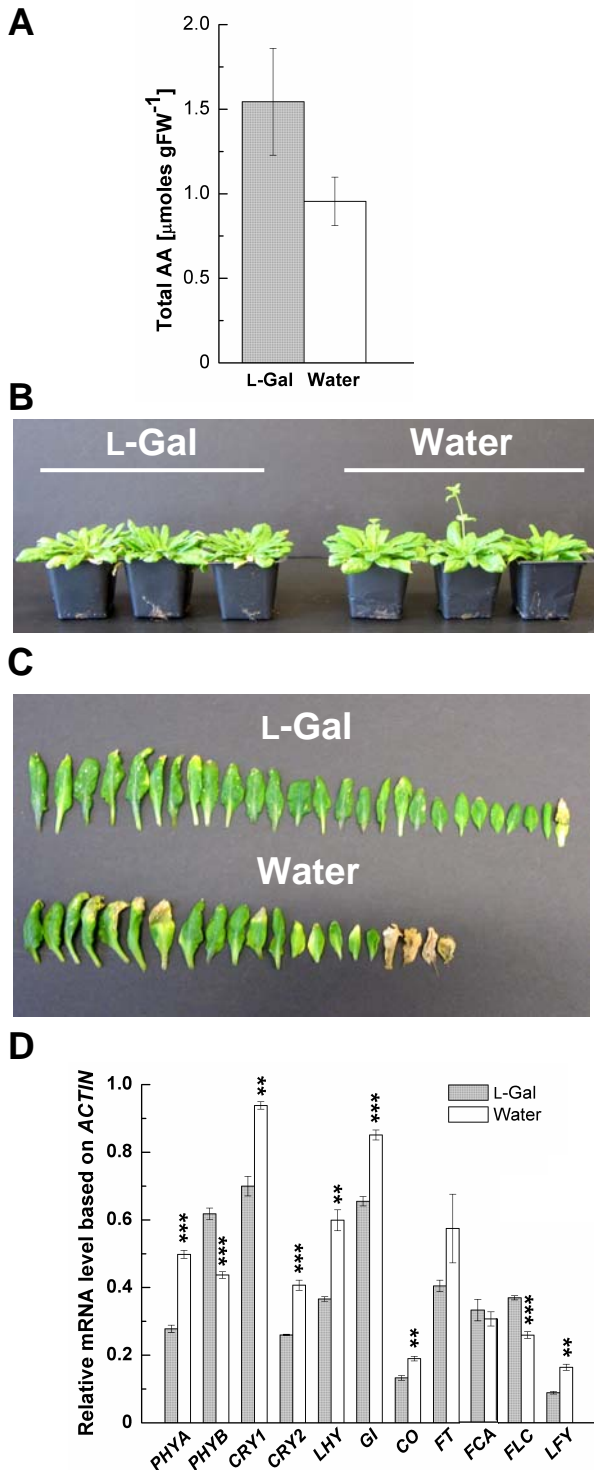 A
2.0
1.5
1.0
0.5
0
Total AA [µmoles gFW⁻¹]
L-Gal Water
B
L-Gal Water
C
L-Gal
Water
D
Relative mRNA level based on ACTIN
1.0
0.8
0.6
0.4
0.2
0
L-Gal
Water
*** *** ** *** ** *** ** *** **
PHYA PHYB CRY1 CRY2 LHY GI CO FT FCA FLC LFY